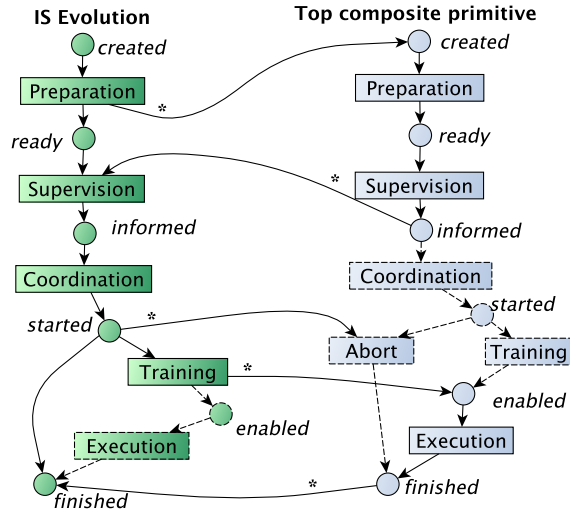 IS Evolution
Top composite primitive
created
created
Preparation
Preparation
*
ready
ready
Supervision
Supervision
*
informed
informed
Coordination
Coordination
started
started
*
Abort
Training
Training
*
enabled
enabled
Execution
Execution
*
finished
finished